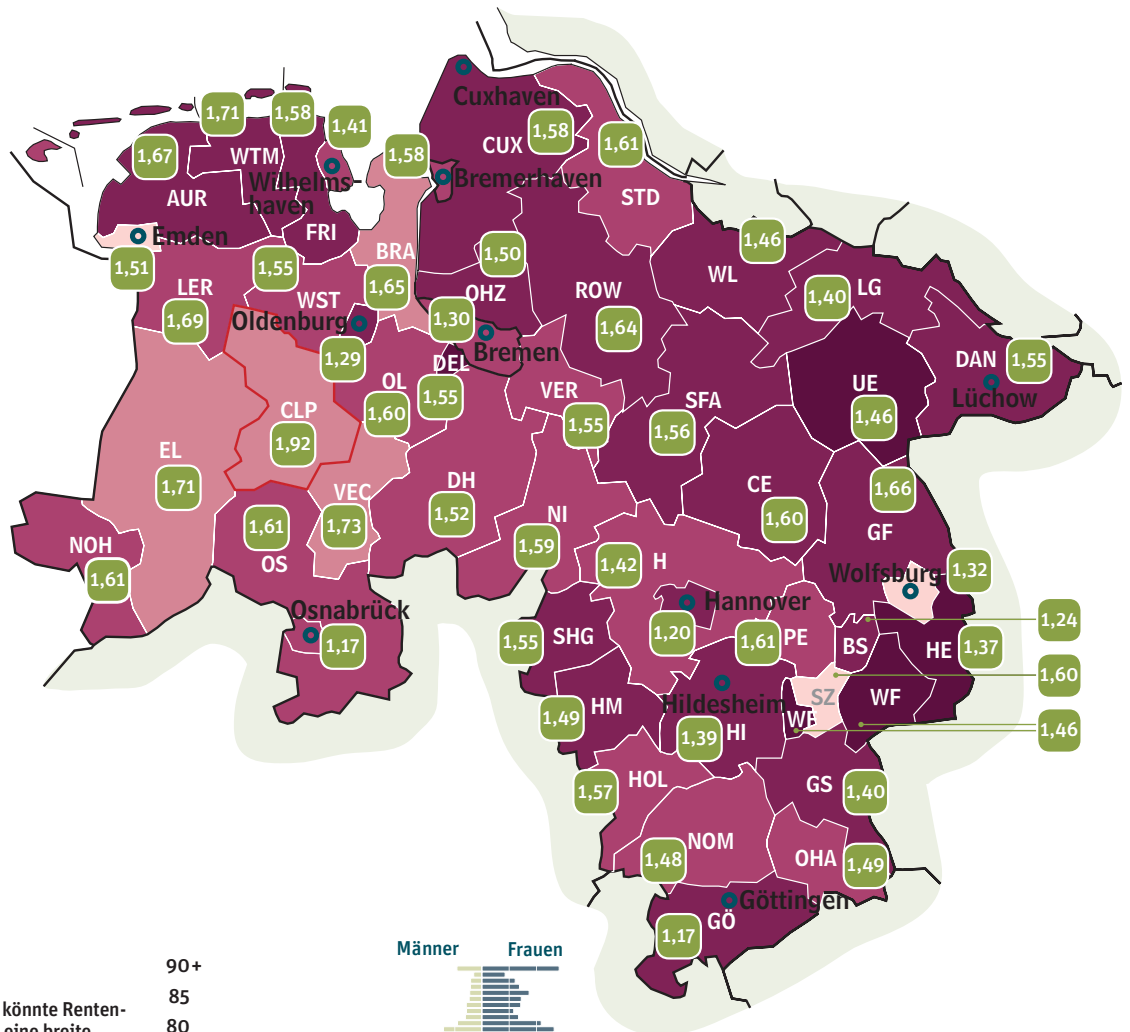 Cuxhaven
1,71
1,58
1,41
CUX
1,58
1,61
1,67
WTM
1,58
Wilhelms-
haven
Bremerhaven
AUR
STD
Emden
FRI
BRA
1,46
1,51
1,55
1,50
WL
LER
WST
1,65
OHZ
ROW
1,40
LG
1,69
Oldenburg
1,30
1,64
Bremen
DAN
1,55
1,29
DEL
OL
1,55
VER
SFA
UE
Lüchow
CLP
1,60
1,55
1,56
1,46
1,92
EL
1,71
VEC
DH
CE
1,66
1,61
1,73
1,52
NI
1,60
GF
NOH
OS
1,59
1,42
H
1,61
Wolfsburg
1,32
Osnabrück
Hannover
1,24
1,17
1,55
SHG
1,20
1,61
PE
BS
HE
1,37
1,60
Hildesheim
SZ
WF
HM
WF
1,49
1,39
HI
1,46
HOL
GS
1,57
1,40
NOM
OHA
1,48
1,49
Göttingen
GÖ
1,17
Männer
Frauen
90+
85
könnte Renten-
eine breite
80